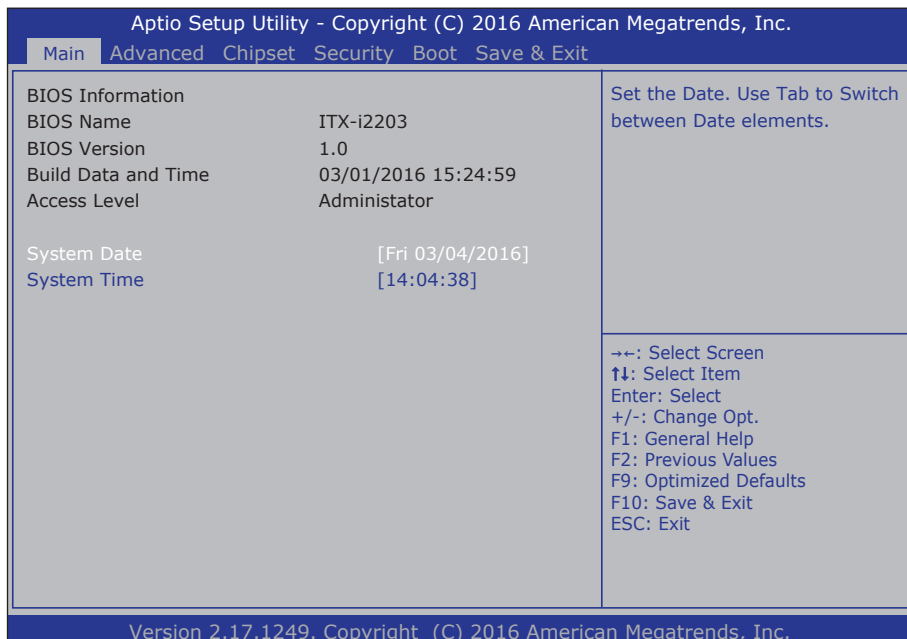 Aptio Setup Utility - Copyright (C) 2016 American Megatrends, Inc.
Main Advanced Chipset Security Boot Save & Exit
BIOS Information
BIOS Name ITX-i2203
BIOS Version 1.0
Build Data and Time 03/01/2016 15:24:59
Access Level Administator
System Date [Fri 03/04/2016]
System Time [14:04:38]
Set the Date. Use Tab to Switch
between Date elements.
→←: Select Screen
↑↓: Select Item
Enter: Select
+/-: Change Opt.
F1: General Help
F2: Previous Values
F9: Optimized Defaults
F10: Save & Exit
ESC: Exit
Version 2.17.1249. Copyright (C) 2016 American Megatrends, Inc.